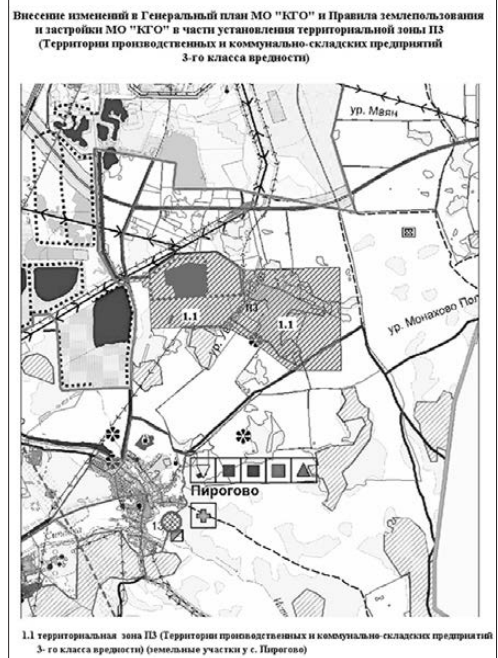 Внесение изменений в Генеральный план МО "КГО" и Правила землепользования
и застройки МО "КГО" в части установления территориальной зоны П3
(Территории производственных и коммунально-складских предприятий
3-го класса вредности)
ур. Маян
1.1
П3
1.1
ур.
ур. Монахово Пол
Пирогово
1.1 территориальная зона П3 (Территории производственных и коммунально-складских предприятий
3- го класса вредности) (земельные участки у с. Пирогово)